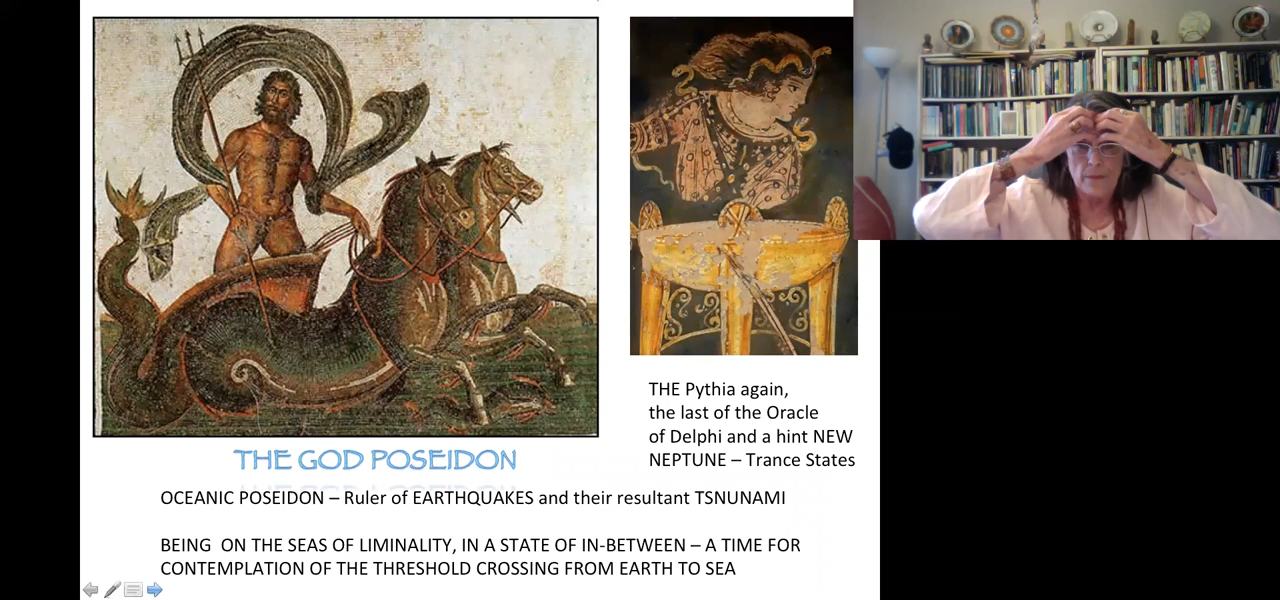 THE GOD POSEIDON
THE Pythia again,
the last of the Oracle
of Delphi and a hint NEW
NEPTUNE – Trance States
OCEANIC POSEIDON – Ruler of EARTHQUAKES and their resultant TSNUNAMI
BEING ON THE SEAS OF LIMINALITY, IN A STATE OF IN-BETWEEN – A TIME FOR
CONTEMPLATION OF THE THRESHOLD CROSSING FROM EARTH TO SEA